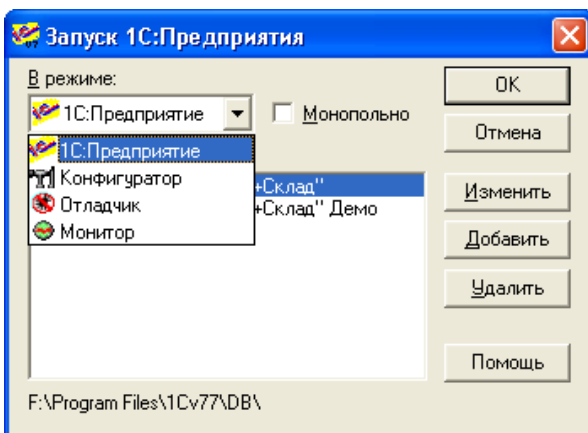 Запуск 1С:Предприятия
В режиме:
1С:Предприятие
Монопольно
1С:Предприятие
Конфигуратор
Отладчик
Монитор
+Склад"
+Склад" Демо
OK
Отмена
Изменить
Добавить
Удалить
Помощь
F:\Program Files\1Cv77\DB\